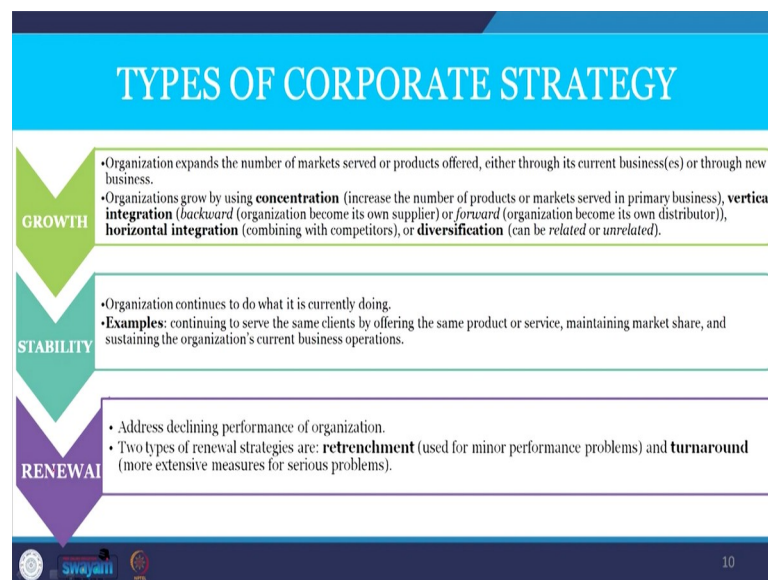 TYPES OF CORPORATE STRATEGY
•Organization expands the number of markets served or products offered, either through its current business(es) or through new
business.
•Organizations grow by using concentration (increase the number of products or markets served in primary business), vertica
integration (backward (organization become its own supplier) or forward (organization become its own distributor)),
horizontal integration (combining with competitors), or diversification (can be related or unrelated).
GROWTH
•Organization continues to do what it is currently doing.
•Examples: continuing to serve the same clients by offering the same product or service, maintaining market share, and
sustaining the organization's current business operations.
STABILITY
• Address declining performance of organization.
• Two types of renewal strategies are: retrenchment (used for minor performance problems) and turnaround
(more extensive measures for serious problems).
RENEWAL
swayam
10